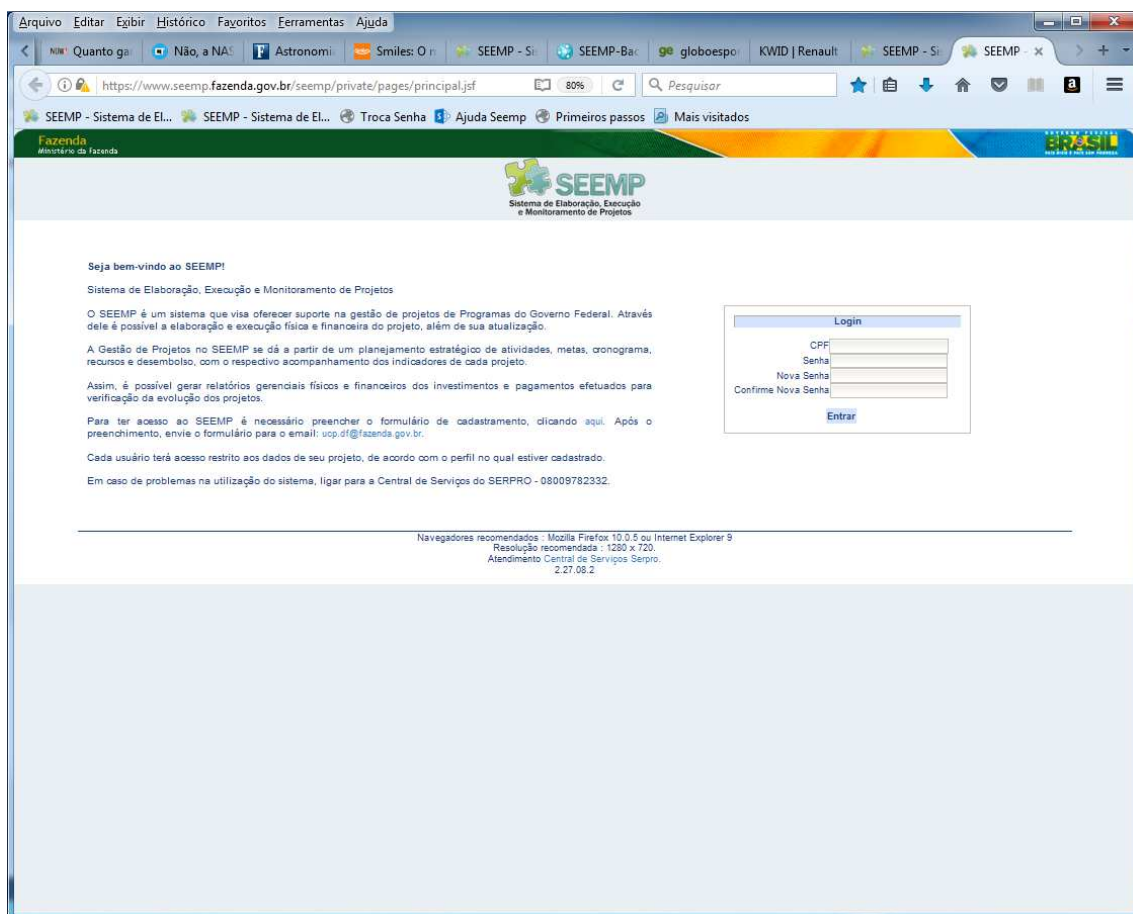 Arquivo Editar Exibir Histórico Favoritos Ferramentas Ajuda
NOW! Quanto ga Não, a NAS F Astronomi Smiles: O n SEEMP - Si SEEMP-Bac ge globoespo KWID | Renault SEEMP - Si SEEMP -
https://www.seemp.fazenda.gov.br/seemp/private/pages/principal.jsf 80% Pesquisar a
SEEMP - Sistema de El... SEEMP - Sistema de El... Troca Senha Ajuda Seemp Primeiros passos Mais visitados
Fazenda
Ministério da Fazenda
BRASIL
SEEMP
Sistema de Elaboração, Execução
e Monitoramento de Projetos
Seja bem-vindo ao SEEMP!
Sistema de Elaboração, Execução e Monitoramento de Projetos
O SEEMP é um sistema que visa oferecer suporte na gestão de projetos de Programas do Governo Federal. Através
dele é possível a elaboração e execução física e financeira do projeto, além de sua atualização.
A Gestão de Projetos no SEEMP se dá a partir de um planejamento estratégico de atividades, metas, cronograma,
recursos e desembolso, com o respectivo acompanhamento dos indicadores de cada projeto.
Assim, é possível gerar relatórios gerenciais físicos e financeiros dos investimentos e pagamentos efetuados para
verificação da evolução dos projetos.
Para ter acesso ao SEEMP é necessário preencher o formulário de cadastramento, clicando aqui. Após o
preenchimento, envie o formulário para o email: ucp.df@fazenda.gov.br.
Cada usuário terá acesso restrito aos dados de seu projeto, de acordo com o perfil no qual estiver cadastrado.
Em caso de problemas na utilização do sistema, ligar para a Central de Serviços do SERPRO - 08009782332.
Login
CPF
Senha
Nova Senha
Confirme Nova Senha
Entrar
Navegadores recomendados : Mozilla Firefox 10.0.5 ou Internet Explorer 9
Resolução recomendada : 1280 x 720.
Atendimento Central de Serviços Serpro.
2.27.08.2